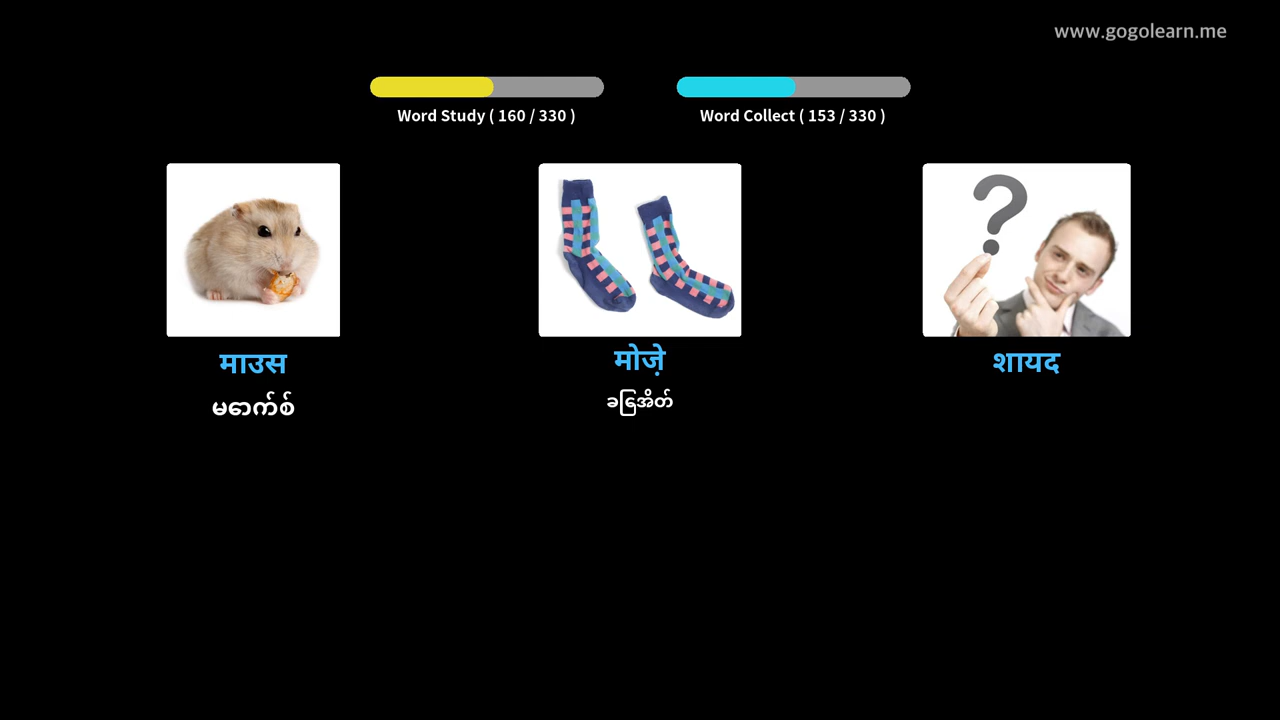 www.gogolearn.me
Word Study ( 160 / 330 )
Word Collect ( 153 / 330 )
माउस
मोजे़
शायद
မောက်စ်
ခြေအိတ်